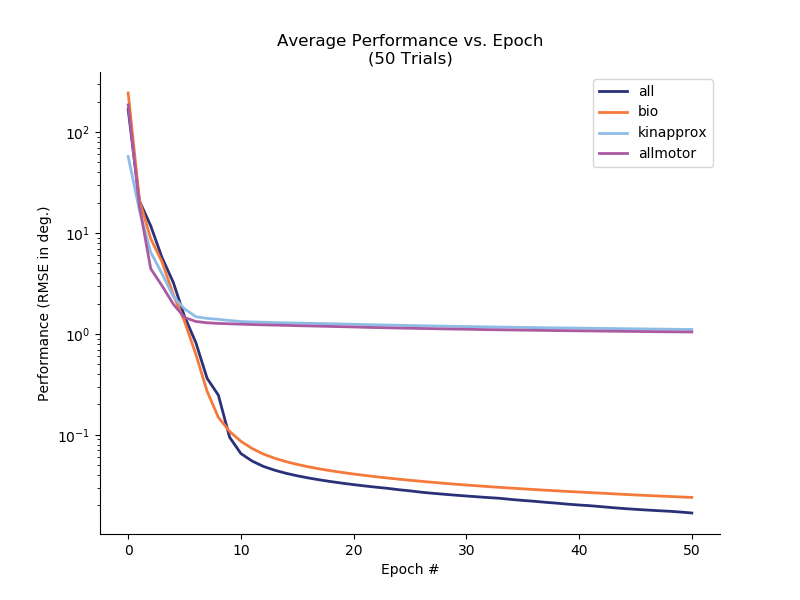 Average Performance vs. Epoch
(50 Trials)
all
bio
kinapprox
allmotor
Performance (RMSE in deg.)
10²
10¹
10⁰
10⁻¹
0 10 20 30 40 50
Epoch #